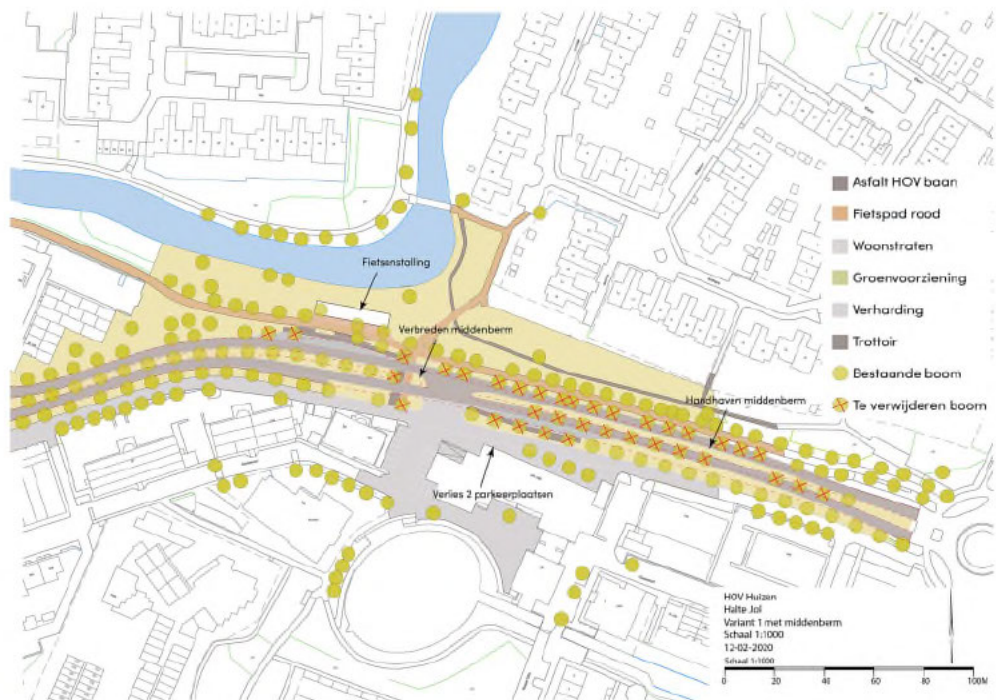 Asfalt HOV baan
Fietspad rood
Woonstraten
Groenvoorziening
Verharding
Trottoir
Bestaande boom
Te verwijderen boom
Fietsenstalling
Verbreden middenberm
Handhaven middenberm
Verlies 2 parkeerplaatsen
HOV Huizen
Halte Jol
Variant 1 met middenberm
Schaal 1:1000
12-02-2020
Schaal 1:1000
0 20 40 60 80 100M